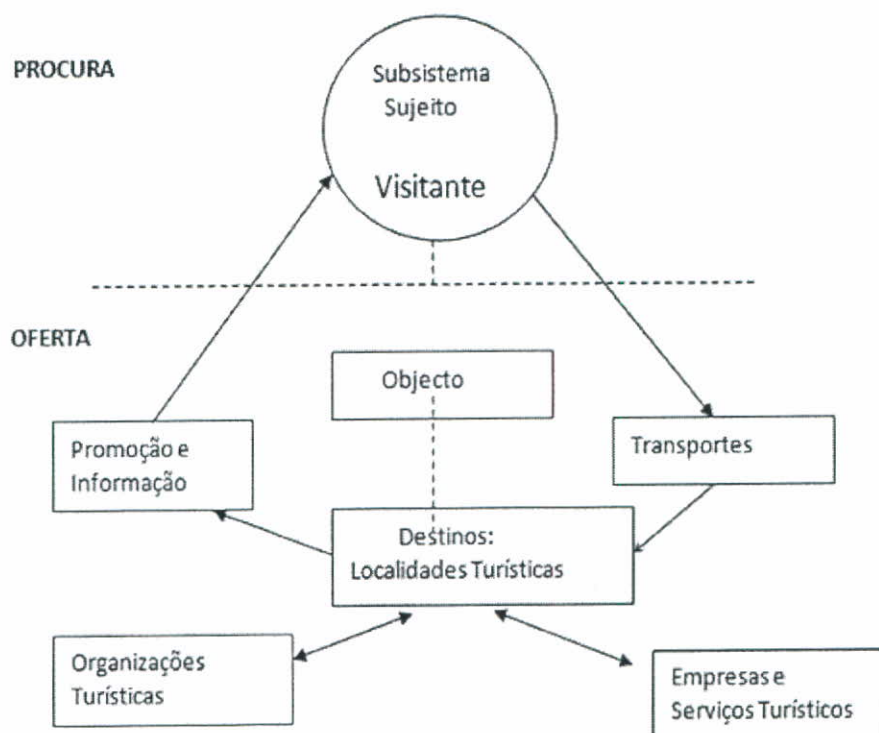 PROCURA
Subsistema
Sujeito
Visitante
OFERTA
Objecto
Promoção e
Informação
Transportes
Destinos:
Localidades Turísticas
Organizações
Turísticas
Empresas e
Serviços Turísticos